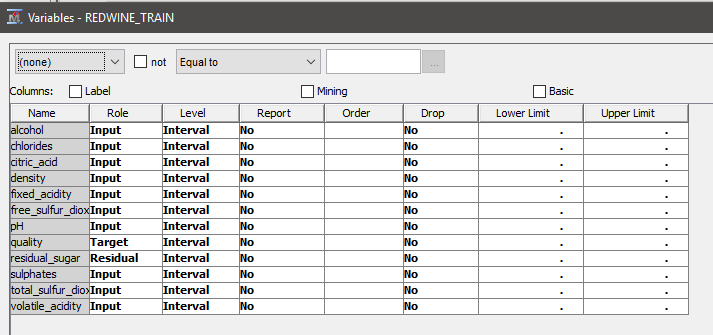 Variables - REDWINE_TRAIN
(none) not Equal to ...
Columns: Label Mining Basic
Name Role Level Report Order Drop Lower Limit Upper Limit
alcohol Input Interval No No . .
chlorides Input Interval No No . .
citric_acid Input Interval No No . .
density Input Interval No No . .
fixed_acidity Input Interval No No . .
free_sulfur_diox Input Interval No No . .
pH Input Interval No No . .
quality Target Interval No No . .
residual_sugar Residual Interval No No . .
sulphates Input Interval No No . .
total_sulfur_diox Input Interval No No . .
volatile_acidity Input Interval No No . .